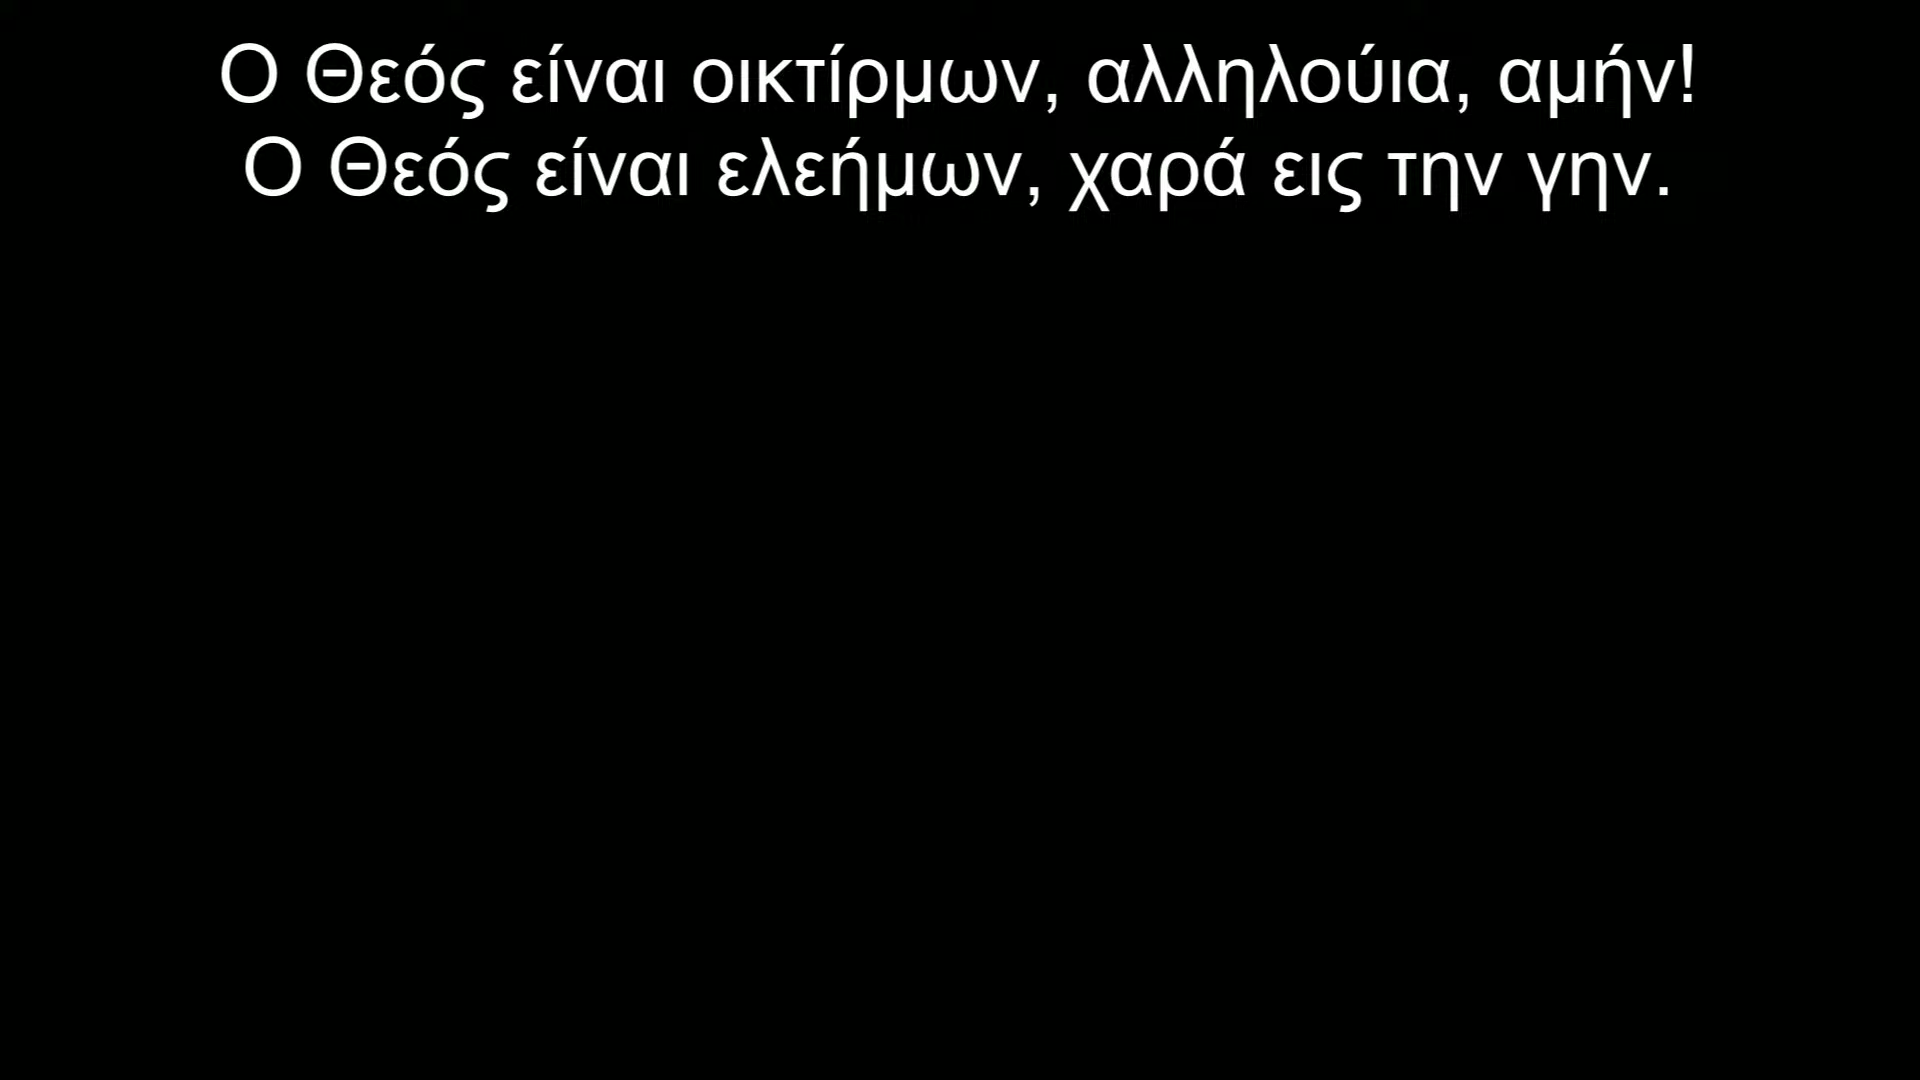 Ο Θεός είναι οικτίρμων, αλληλούια, αμήν!
Ο Θεός είναι ελεήμων, χαρά εις την γην.